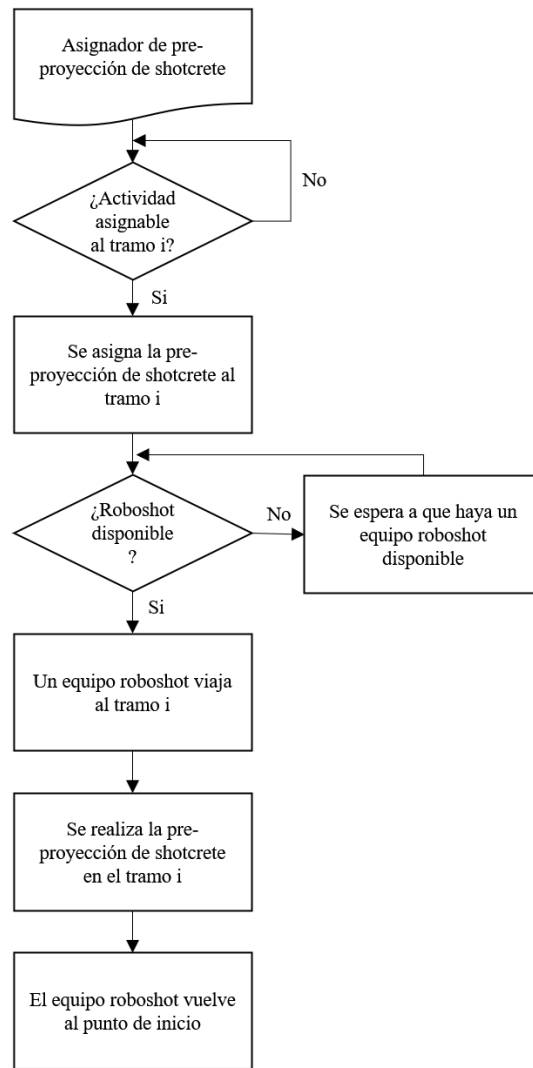 Asignador de pre-
proyección de shotcrete
No
¿Actividad
asignable
al tramo i?
Si
Se asigna la pre-
proyección de shotcrete al
tramo i
¿Roboshot
disponible
?
No
Se espera a que haya un
equipo roboshot
disponible
Si
Un equipo roboshot viaja
al tramo i
Se realiza la pre-
proyección de shotcrete
en el tramo i
El equipo roboshot vuelve
al punto de inicio